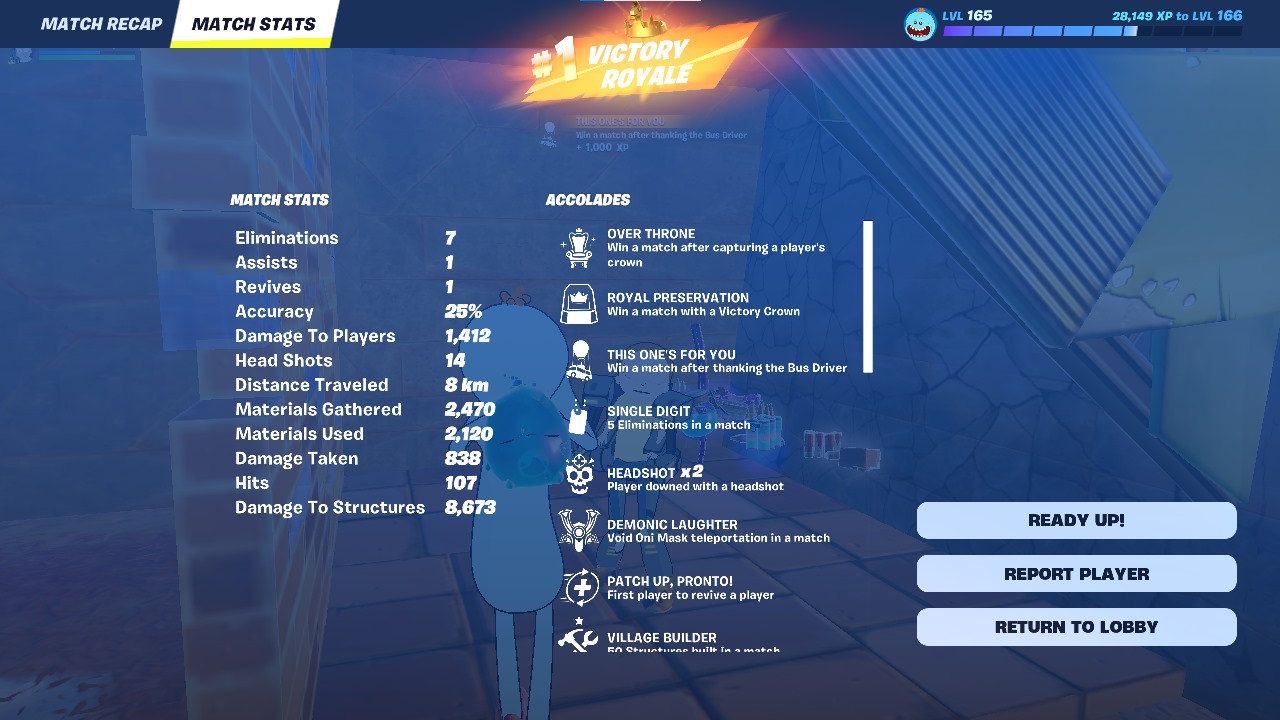 MATCH RECAP
MATCH STATS
LVL 165
28,149 XP to LVL 166
#1 VICTORY
ROYALE
THIS ONE'S FOR YOU
Win a match after thanking the Bus Driver
+ 1,000 XP
MATCH STATS
Eliminations 7
Assists 1
Revives 1
Accuracy 25%
Damage To Players 1,412
Head Shots 14
Distance Traveled 8 km
Materials Gathered 2,470
Materials Used 2,120
Damage Taken 838
Hits 107
Damage To Structures 8,673
ACCOLADES
OVER THRONE
Win a match after capturing a player's
crown
ROYAL PRESERVATION
Win a match with a Victory Crown
THIS ONE'S FOR YOU
Win a match after thanking the Bus Driver
SINGLE DIGIT
5 Eliminations in a match
HEADSHOT x2
Player downed with a headshot
DEMONIC LAUGHTER
Void Oni Mask teleportation in a match
PATCH UP, PRONTO!
First player to revive a player
VILLAGE BUILDER
50 Structures built in a match
READY UP!
REPORT PLAYER
RETURN TO LOBBY